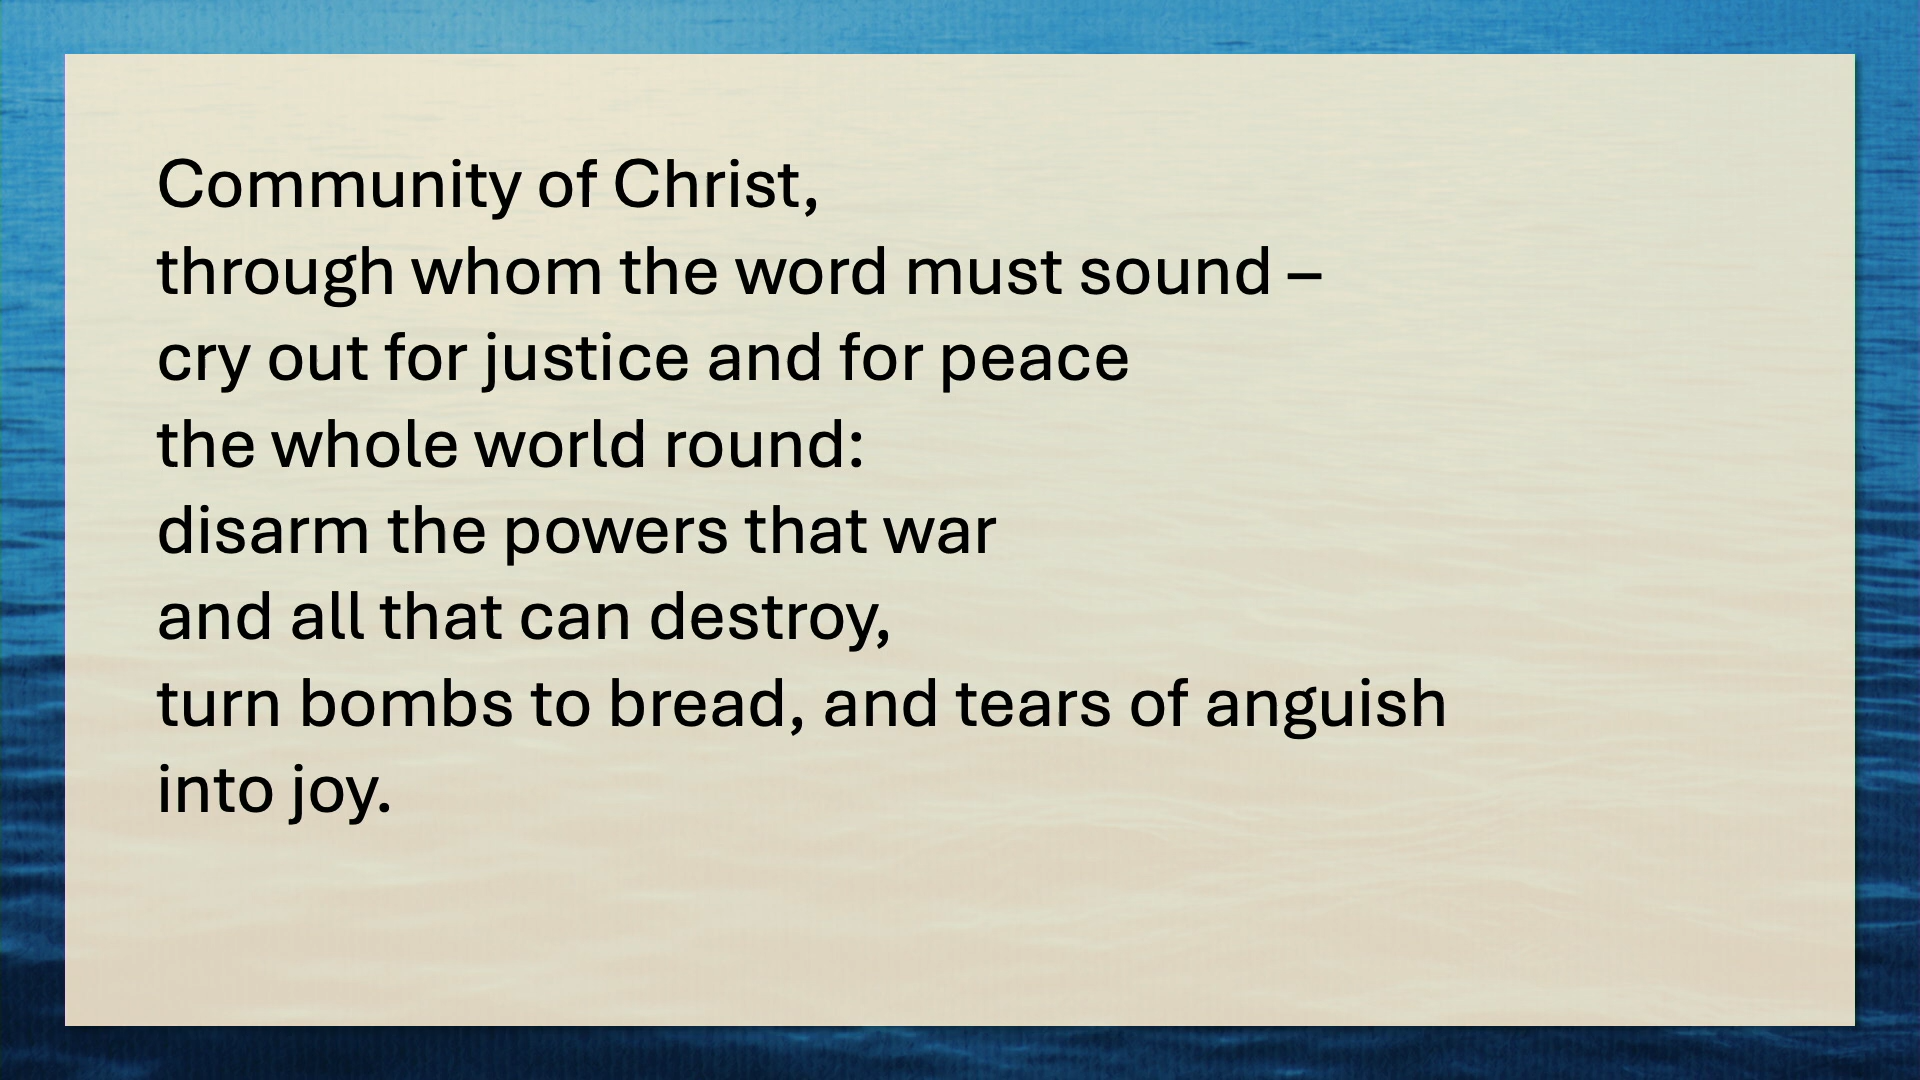 Community of Christ,
through whom the word must sound –
cry out for justice and for peace
the whole world round:
disarm the powers that war
and all that can destroy,
turn bombs to bread, and tears of anguish
into joy.